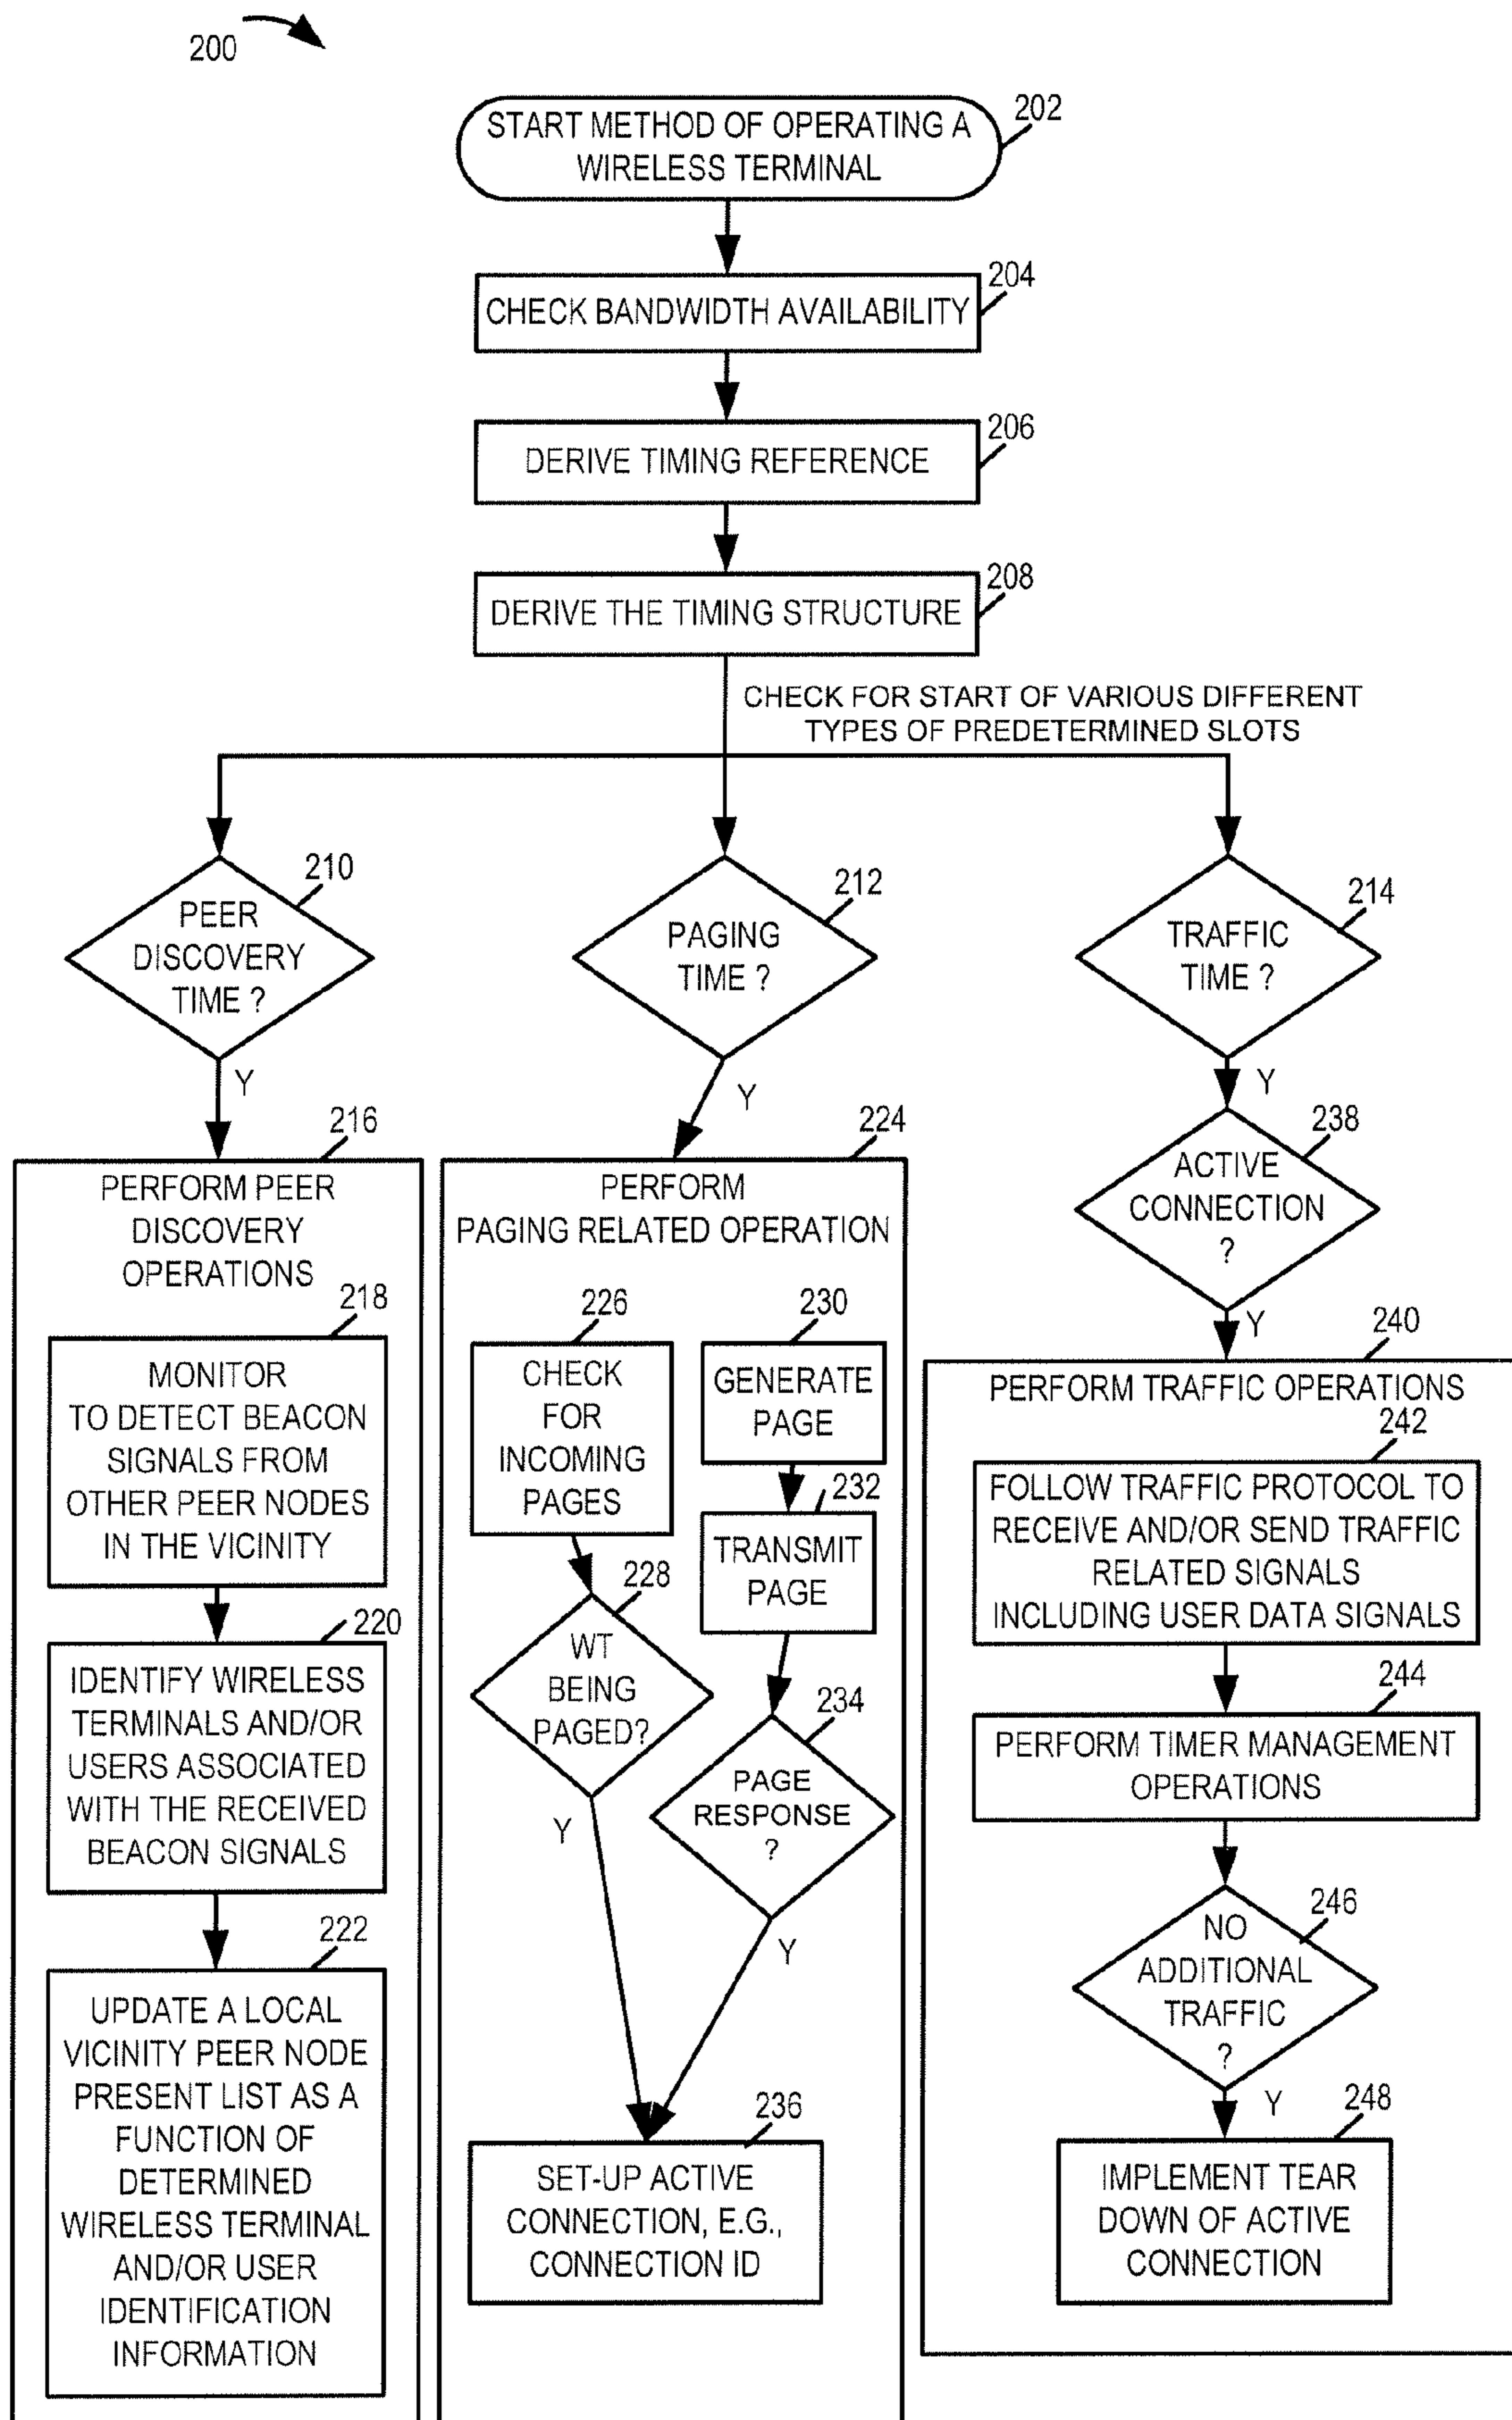 200
START METHOD OF OPERATING A
WIRELESS TERMINAL
202
CHECK BANDWIDTH AVAILABILITY
204
DERIVE TIMING REFERENCE
206
DERIVE THE TIMING STRUCTURE
208
CHECK FOR START OF VARIOUS DIFFERENT
TYPES OF PREDETERMINED SLOTS
210
PEER
DISCOVERY
TIME ?
Y
212
PAGING
TIME ?
Y
214
TRAFFIC
TIME ?
Y
216
PERFORM PEER
DISCOVERY
OPERATIONS
218
MONITOR
TO DETECT BEACON
SIGNALS FROM
OTHER PEER NODES
IN THE VICINITY
220
IDENTIFY WIRELESS
TERMINALS AND/OR
USERS ASSOCIATED
WITH THE RECEIVED
BEACON SIGNALS
222
UPDATE A LOCAL
VICINITY PEER NODE
PRESENT LIST AS A
FUNCTION OF
DETERMINED
WIRELESS TERMINAL
AND/OR USER
IDENTIFICATION
INFORMATION
224
PERFORM
PAGING RELATED OPERATION
226
CHECK
FOR
INCOMING
PAGES
228
WT
BEING
PAGED?
Y
230
GENERATE
PAGE
232
TRANSMIT
PAGE
234
PAGE
RESPONSE
?
Y
236
SET-UP ACTIVE
CONNECTION, E.G.,
CONNECTION ID
238
ACTIVE
CONNECTION
?
Y
240
PERFORM TRAFFIC OPERATIONS
242
FOLLOW TRAFFIC PROTOCOL TO
RECEIVE AND/OR SEND TRAFFIC
RELATED SIGNALS
INCLUDING USER DATA SIGNALS
244
PERFORM TIMER MANAGEMENT
OPERATIONS
246
NO
ADDITIONAL
TRAFFIC
?
Y
248
IMPLEMENT TEAR
DOWN OF ACTIVE
CONNECTION